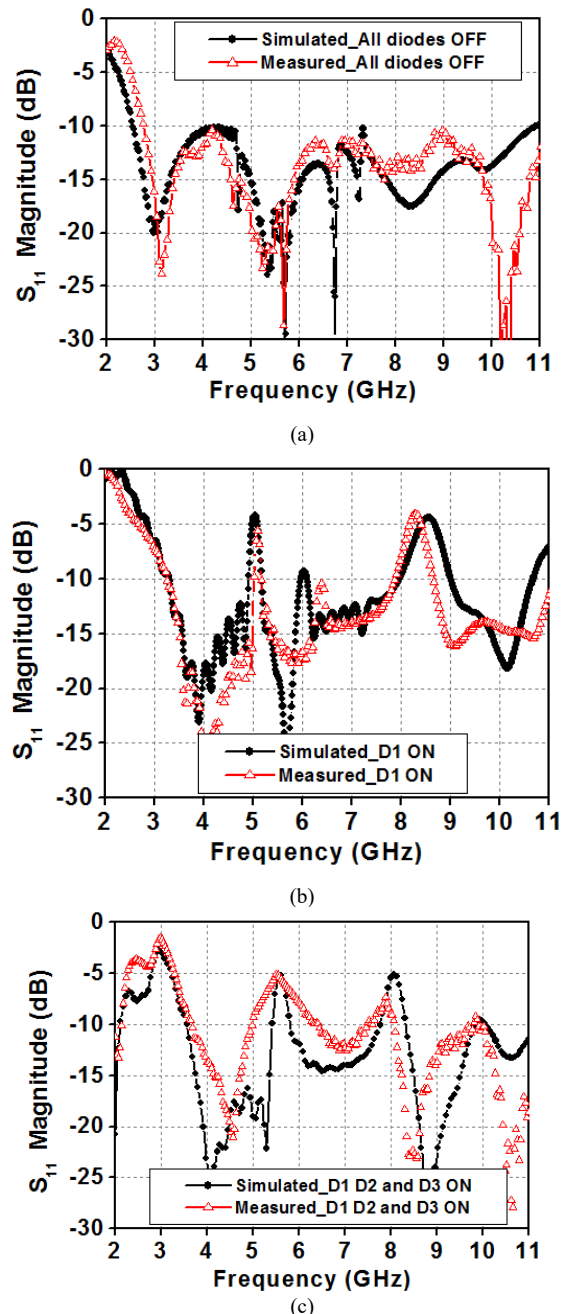 0
-5
-10
-15
-20
-25
-30
S11 Magnitude (dB)
Simulated_All diodes OFF
Measured_All diodes OFF
2 3 4 5 6 7 8 9 10 11
Frequency (GHz)
(a)
0
-5
-10
-15
-20
-25
-30
S11 Magnitude (dB)
Simulated_D1 ON
Measured_D1 ON
2 3 4 5 6 7 8 9 10 11
Frequency (GHz)
(b)
0
-5
-10
-15
-20
-25
-30
S11 Magnitude (dB)
Simulated_D1 D2 and D3 ON
Measured_D1 D2 and D3 ON
2 3 4 5 6 7 8 9 10 11
Frequency (GHz)
(c)